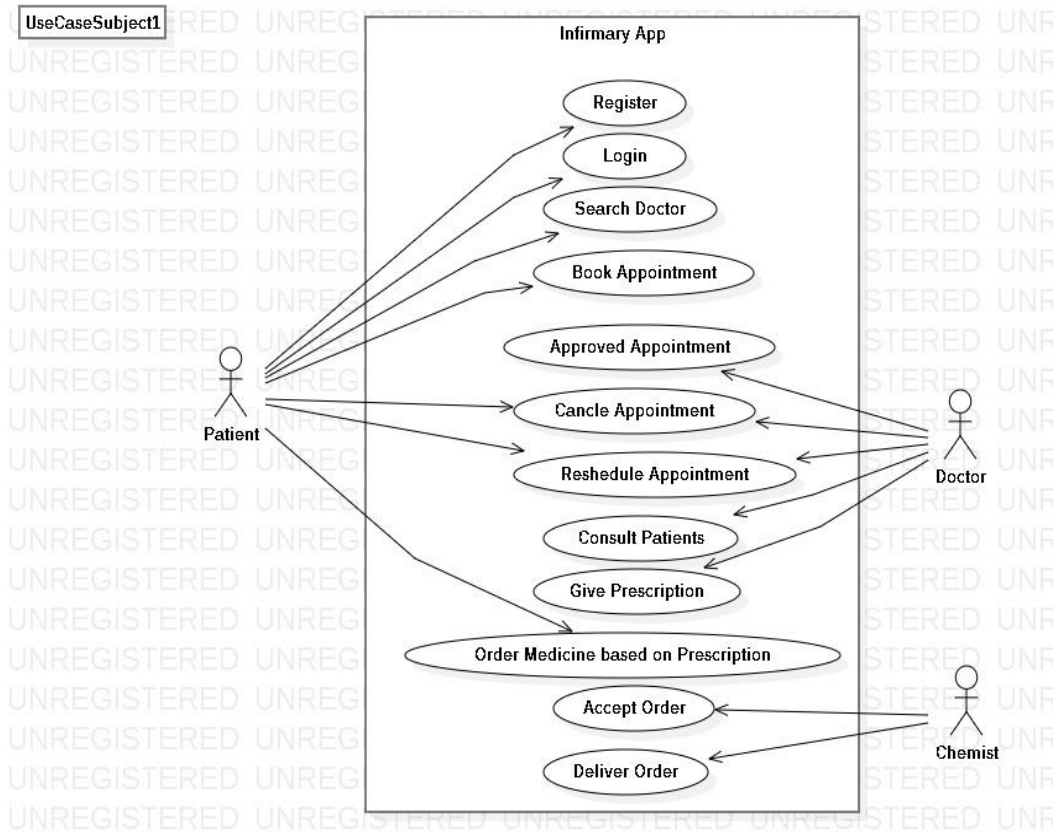 UseCaseSubject1
Infirmary App
Register
Login
Search Doctor
Book Appointment
Approved Appointment
Cancle Appointment
Reshedule Appointment
Consult Patients
Give Prescription
Order Medicine based on Prescription
Accept Order
Deliver Order
Patient
Doctor
Chemist
UNREGISTERED